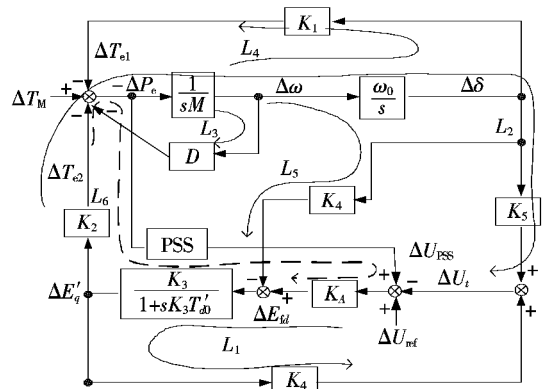 K₁
ΔT_e1
L₄
ΔT_M + − − ΔP_e 1/sM Δω ω₀/s Δδ
− −
L₃
D
L₂
ΔT_e2
L₆
L₅
K₄
K₂
K₅
PSS
+ ΔU_PSS
ΔE′_q K₃/(1+sK₃T′_d0) − + K_A + − ΔU_t +
ΔE_fd + +
ΔU_ref
L₁
K₄